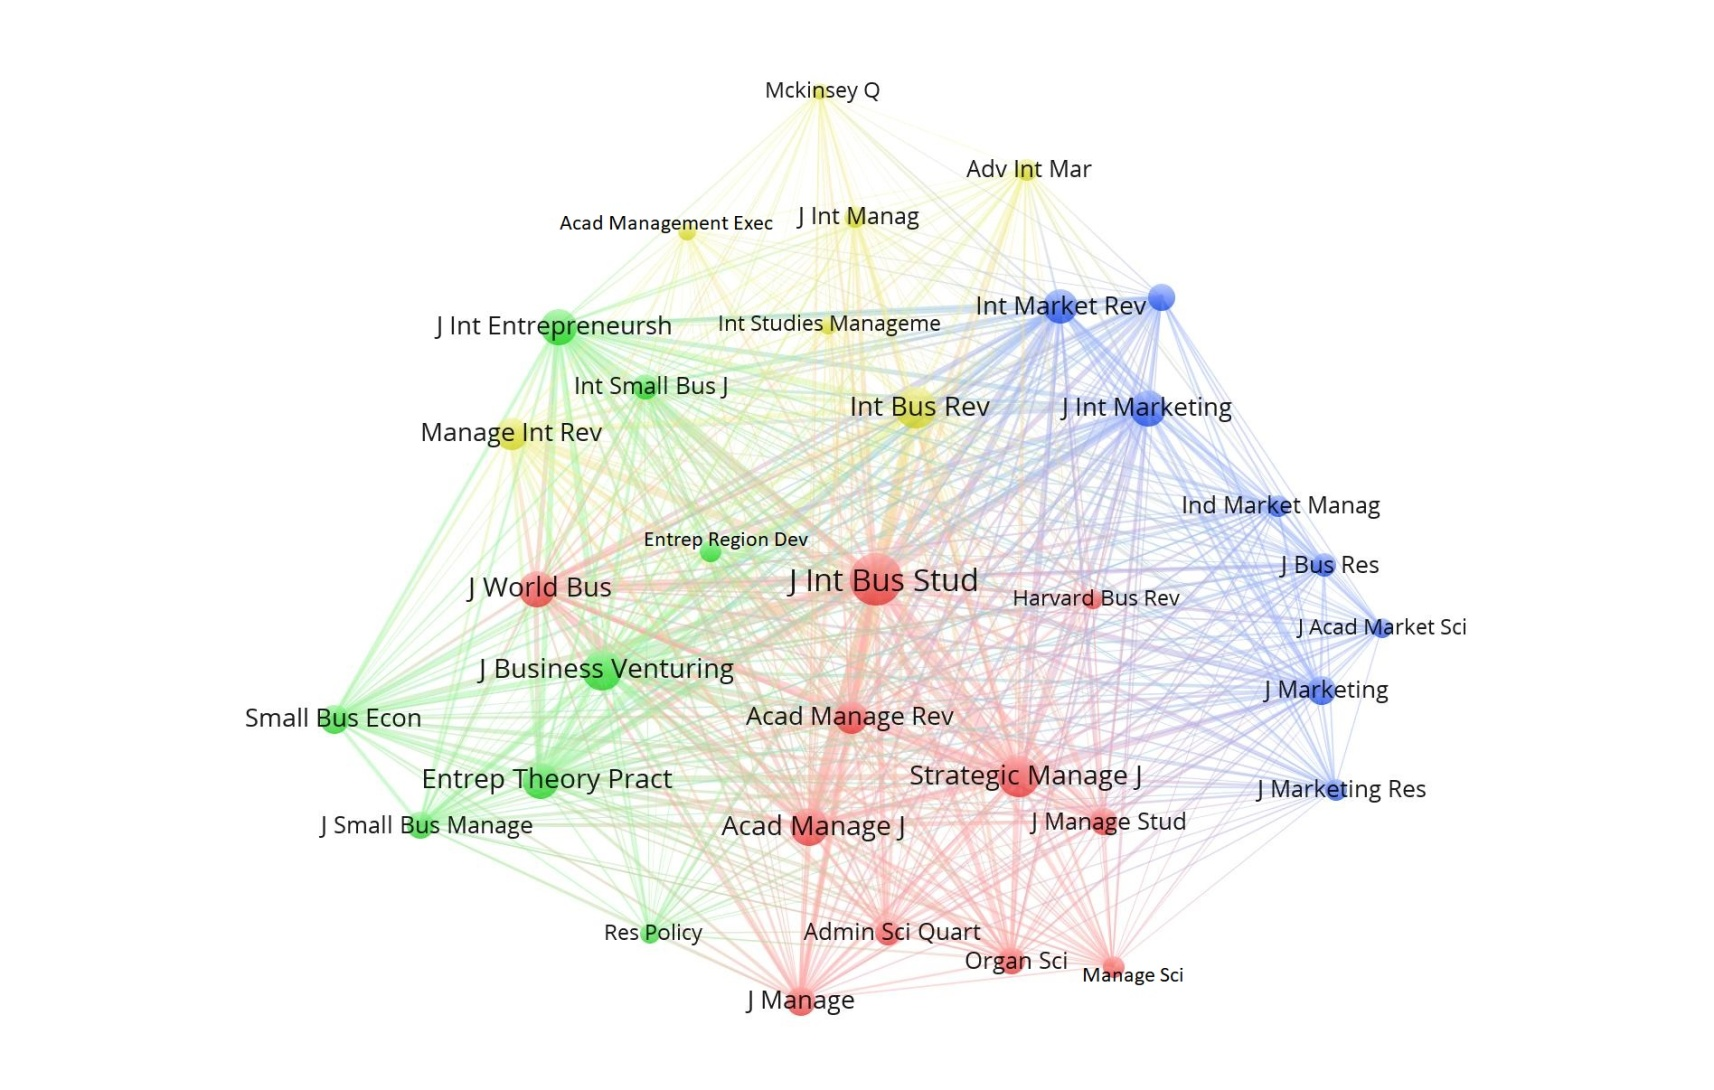 Mckinsey Q
Adv Int Mar
Acad Management Exec
J Int Manag
Int Market Rev
J Int Entrepreneursh
Int Studies Manageme
Int Small Bus J
Int Bus Rev
J Int Marketing
Manage Int Rev
Ind Market Manag
Entrep Region Dev
J Bus Res
J World Bus
J Int Bus Stud
Harvard Bus Rev
J Acad Market Sci
J Business Venturing
J Marketing
Small Bus Econ
Acad Manage Rev
Entrep Theory Pract
Strategic Manage J
J Marketing Res
J Small Bus Manage
Acad Manage J
J Manage Stud
Res Policy
Admin Sci Quart
Organ Sci
Manage Sci
J Manage